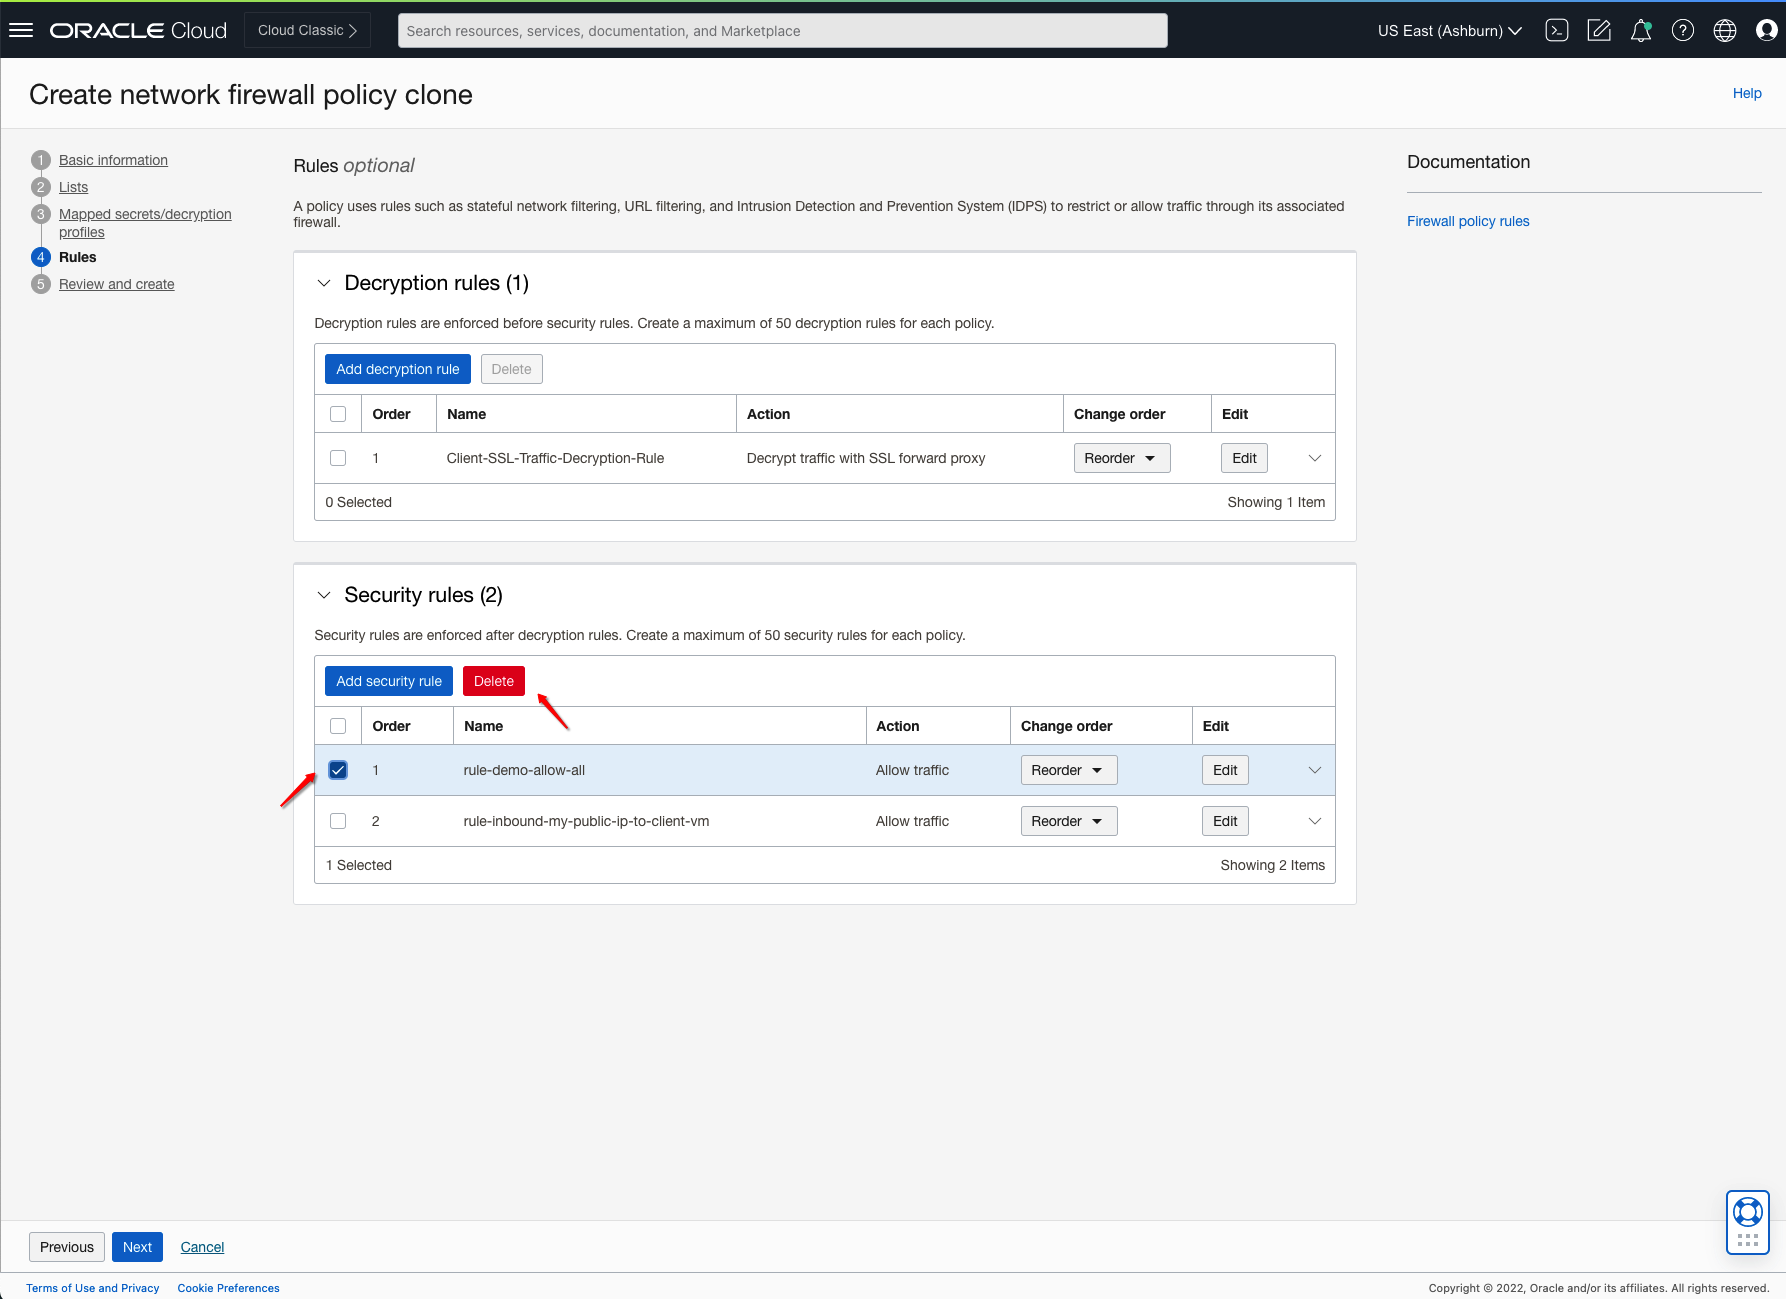 ORACLE Cloud
Cloud Classic
Search resources, services, documentation, and Marketplace
US East (Ashburn)
Create network firewall policy clone
Help
1 Basic information
2 Lists
3 Mapped secrets/decryption
profiles
4 Rules
5 Review and create
Rules optional
A policy uses rules such as stateful network filtering, URL filtering, and Intrusion Detection and Prevention System (IDPS) to restrict or allow traffic through its associated
firewall.
Documentation
Firewall policy rules
Decryption rules (1)
Decryption rules are enforced before security rules. Create a maximum of 50 decryption rules for each policy.
Add decryption rule Delete
Order Name Action Change order Edit
1 Client-SSL-Traffic-Decryption-Rule Decrypt traffic with SSL forward proxy Reorder Edit
0 Selected Showing 1 Item
Security rules (2)
Security rules are enforced after decryption rules. Create a maximum of 50 security rules for each policy.
Add security rule Delete
Order Name Action Change order Edit
1 rule-demo-allow-all Allow traffic Reorder Edit
2 rule-inbound-my-public-ip-to-client-vm Allow traffic Reorder Edit
1 Selected Showing 2 Items
Previous Next Cancel
Terms of Use and Privacy Cookie Preferences
Copyright © 2022, Oracle and/or its affiliates. All rights reserved.